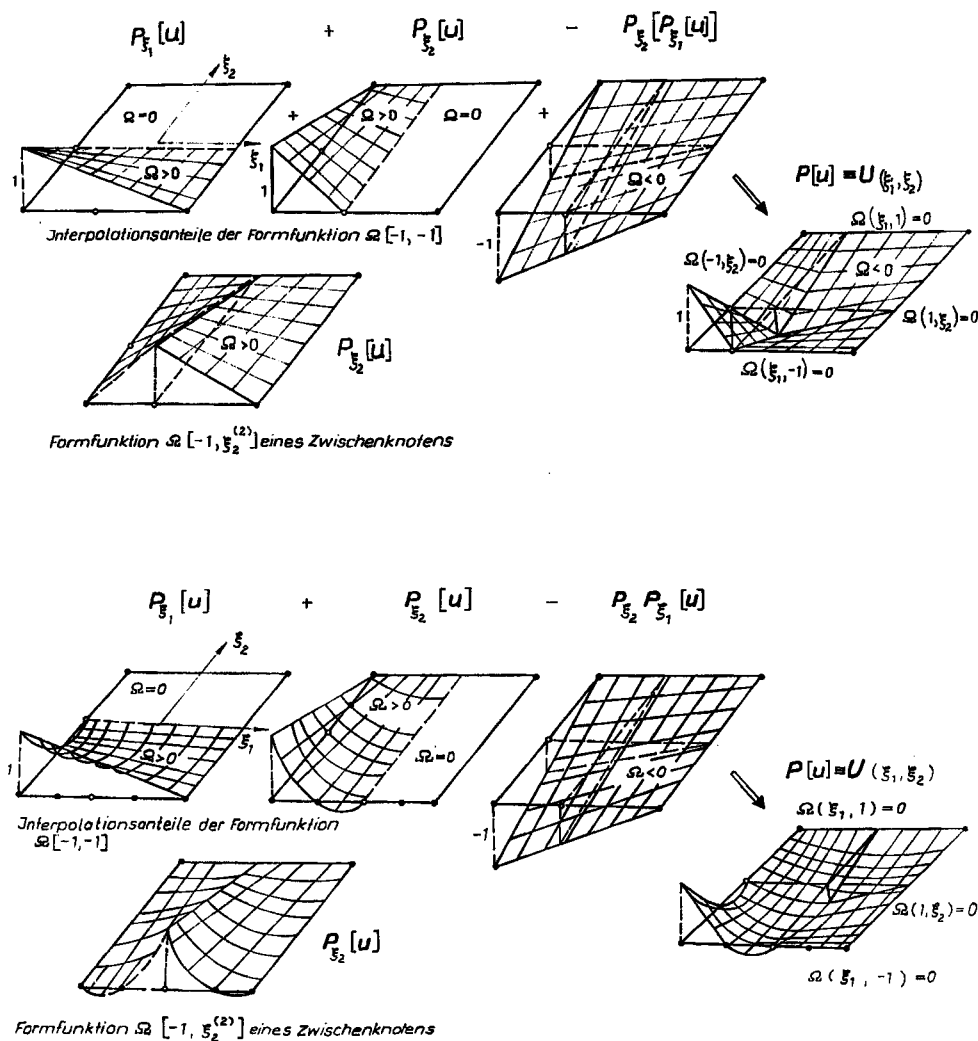 P_ξ₁[u] + P_ξ₂[u] − P_ξ₂[P_ξ₁[u]]
ξ₂
Ω=0
+
Ω>0
Ω=0
+
ξ₁
Ω>0
Ω<0
1
1
-1
Interpolationsanteile der Formfunktion Ω[-1,-1]
P[u] ≡ U(ξ₁,ξ₂)
Ω(ξ₁,1)=0
Ω(-1,ξ₂)=0
Ω<0
1
Ω(1,ξ₂)=0
Ω(ξ₁,-1)=0
Ω>0
P_ξ₂[u]
Formfunktion Ω[-1,ξ₂⁽²⁾] eines Zwischenknotens
P_ξ₁[u] + P_ξ₂[u] − P_ξ₂ P_ξ₁[u]
ξ₂
Ω=0
Ω>0
ξ₁
Ω>0
Ω=0
Ω<0
1
-1
Interpolationsanteile der Formfunktion
Ω[-1,-1]
P[u] ≡ U(ξ₁,ξ₂)
Ω(ξ₁,1)=0
Ω(1,ξ₂)=0
Ω(ξ₁,-1)=0
P_ξ₂[u]
Formfunktion Ω[-1,ξ₂⁽²⁾] eines Zwischenknotens